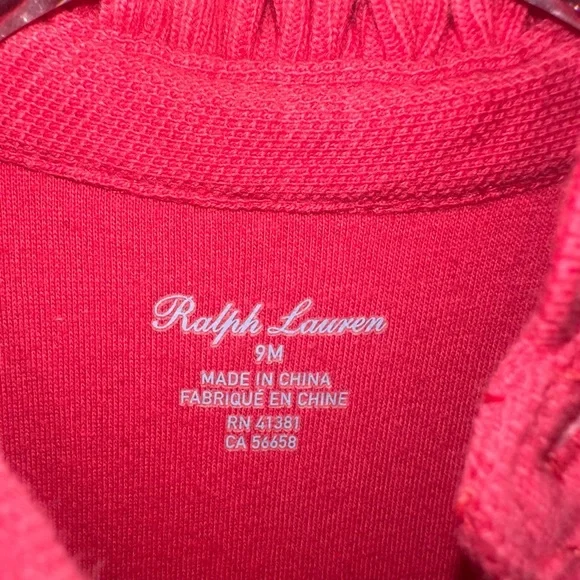 Ralph Lauren
9M
MADE IN CHINA
FABRIQUÉ EN CHINE
RN 41381
CA 56658